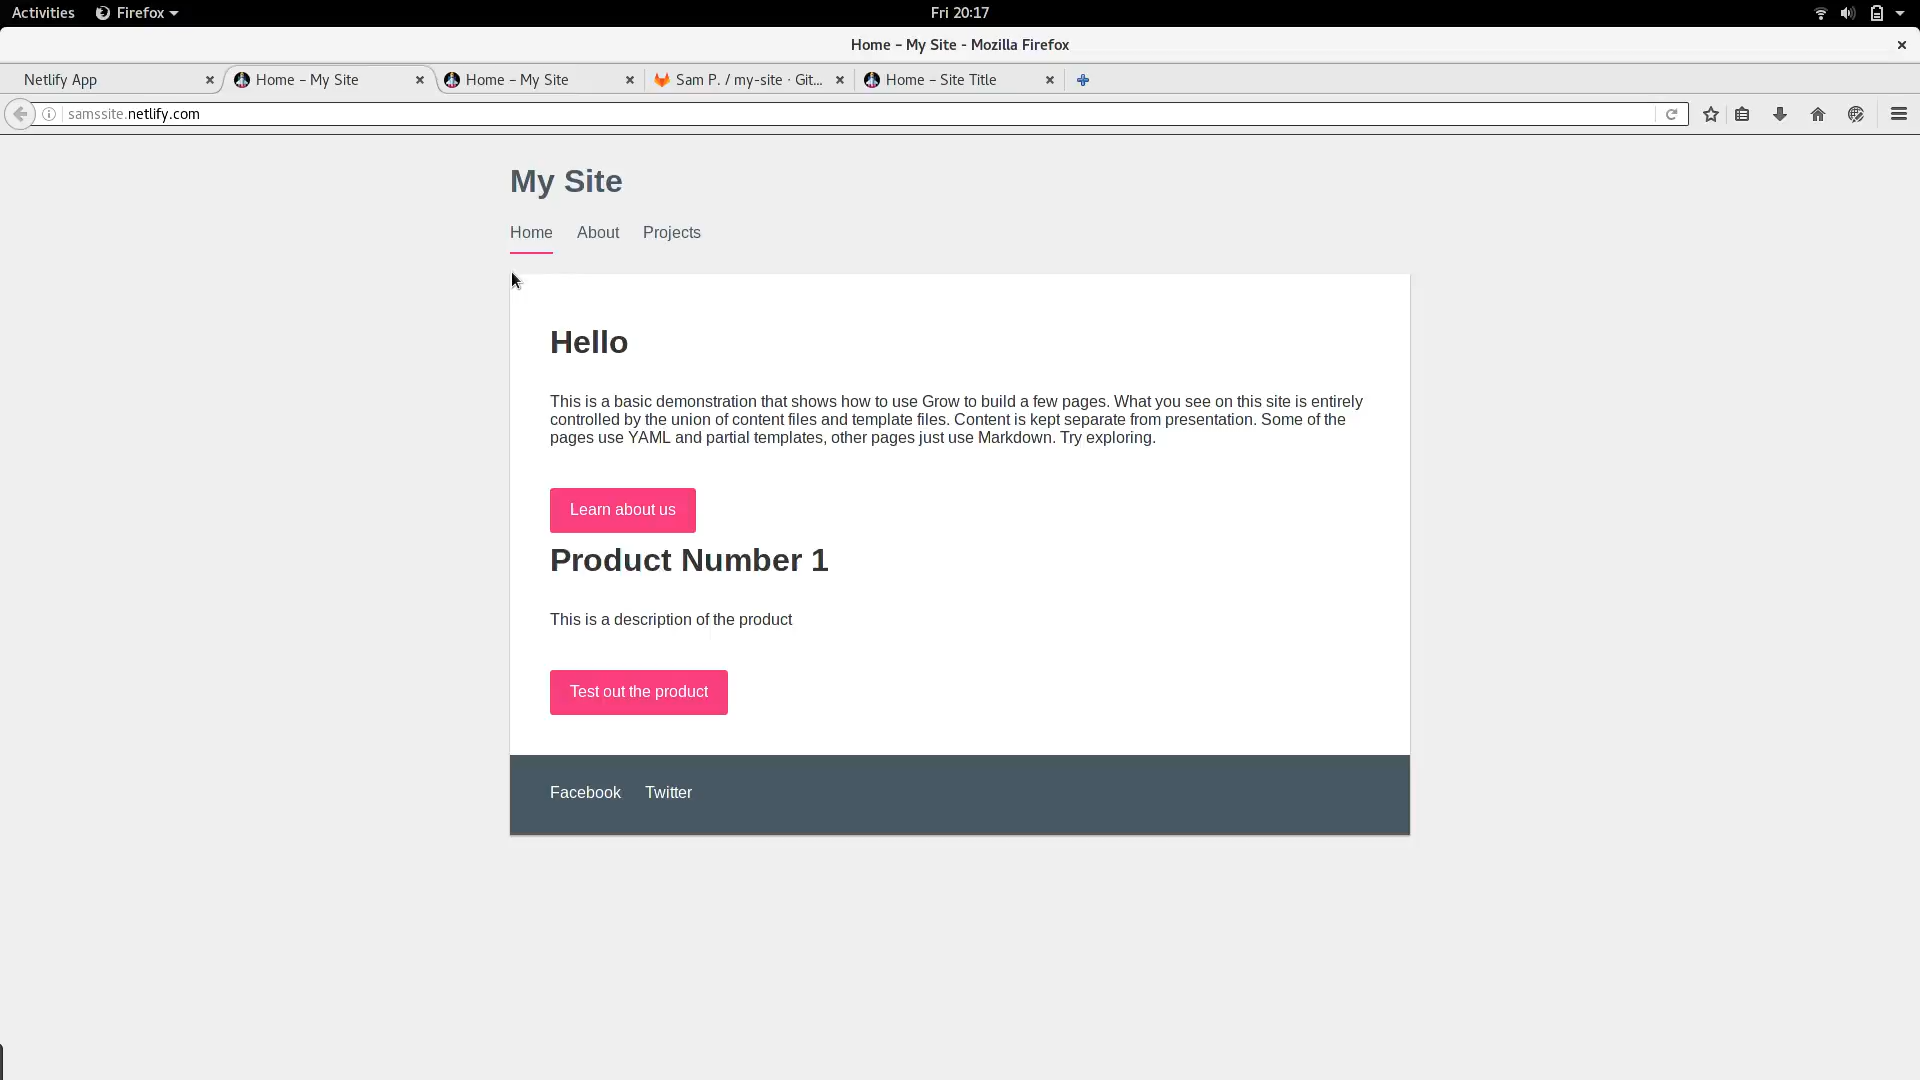 Activities Firefox Fri 20:17
Home – My Site - Mozilla Firefox
Netlify App Home – My Site Home – My Site Sam P. / my-site · Git... Home – Site Title
samssite.netlify.com
My Site
Home About Projects
Hello
This is a basic demonstration that shows how to use Grow to build a few pages. What you see on this site is entirely
controlled by the union of content files and template files. Content is kept separate from presentation. Some of the
pages use YAML and partial templates, other pages just use Markdown. Try exploring.
Learn about us
Product Number 1
This is a description of the product
Test out the product
Facebook Twitter